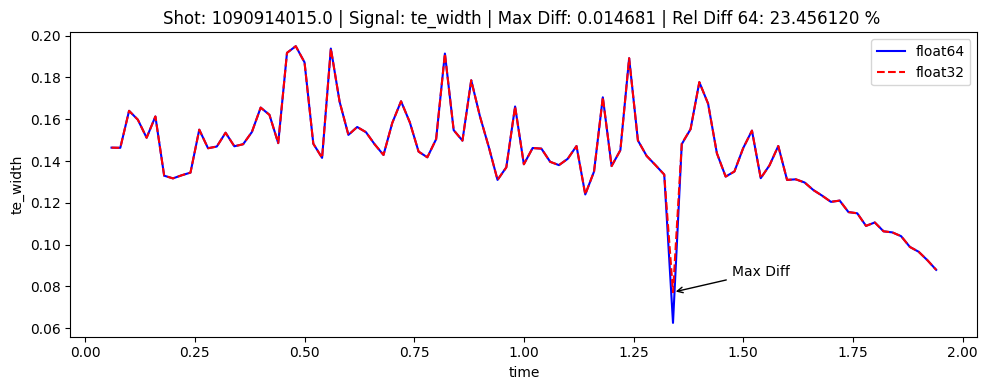 Shot: 1090914015.0 | Signal: te_width | Max Diff: 0.014681 | Rel Diff 64: 23.456120 %
float64
float32
0.20
0.18
0.16
0.14
0.12
0.10
0.08
0.06
te_width
Max Diff
0.00
0.25
0.50
0.75
1.00
1.25
1.50
1.75
2.00
time